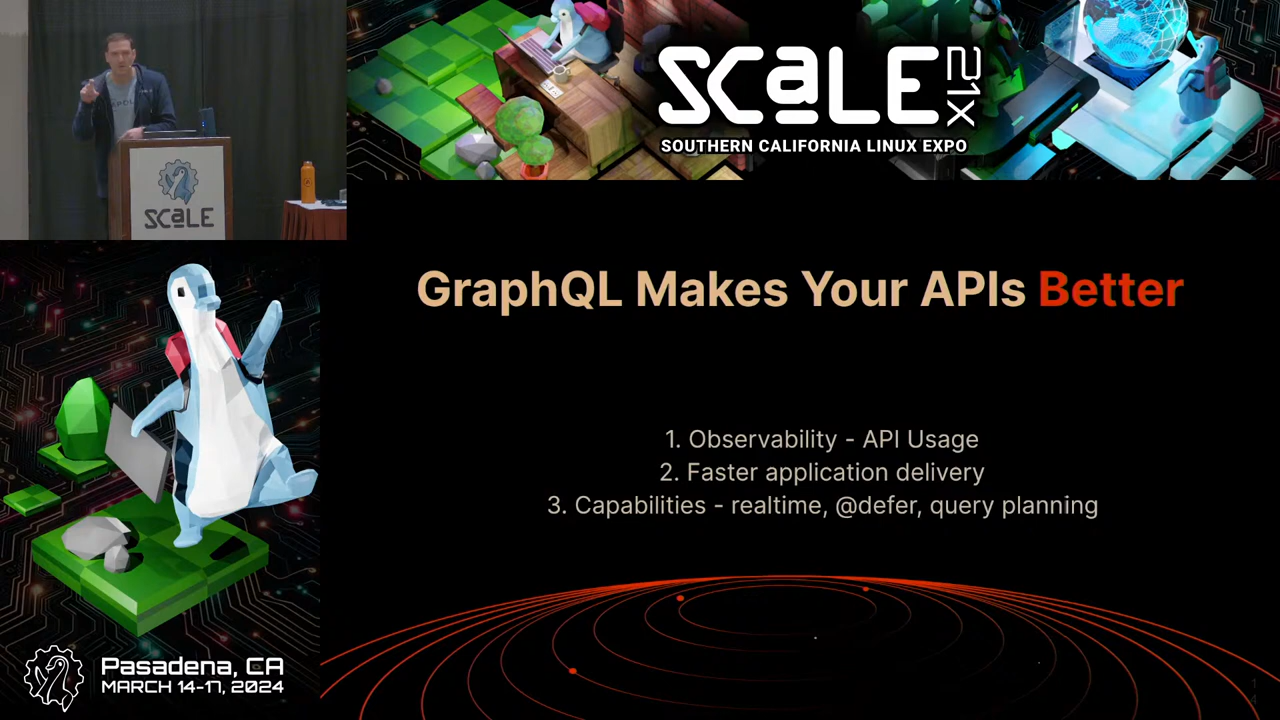 SCALE
21X
SOUTHERN CALIFORNIA LINUX EXPO
APOL
SCALE
GraphQL Makes Your APIs Better
1. Observability - API Usage
2. Faster application delivery
3. Capabilities - realtime, @defer, query planning
Pasadena, CA
MARCH 14-17, 2024